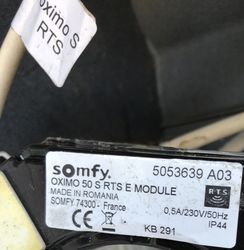 oximo S
RTS
somfy.
5053639 A03
OXIMO 50 S RTS E MODULE
MADE IN ROMANIA
SOMFY 74300 - France
RTS
0,5A/230V/50Hz
CE
KB 291
IP44